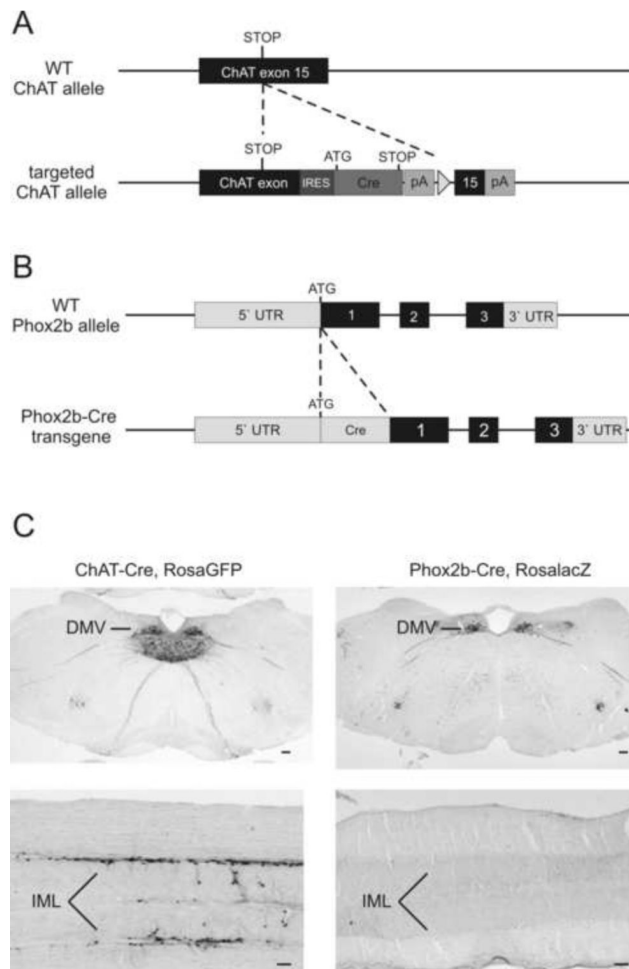 A
STOP
WT
ChAT allele
ChAT exon 15
STOP
ATG
STOP
targeted
ChAT allele
ChAT exon
IRES
Cre
pA
15
pA
B
ATG
WT
Phox2b allele
5` UTR
1
2
3
3` UTR
ATG
Phox2b-Cre
transgene
5` UTR
Cre
1
2
3
3` UTR
C
ChAT-Cre, RosaGFP
Phox2b-Cre, RosalacZ
DMV
DMV
IML
IML